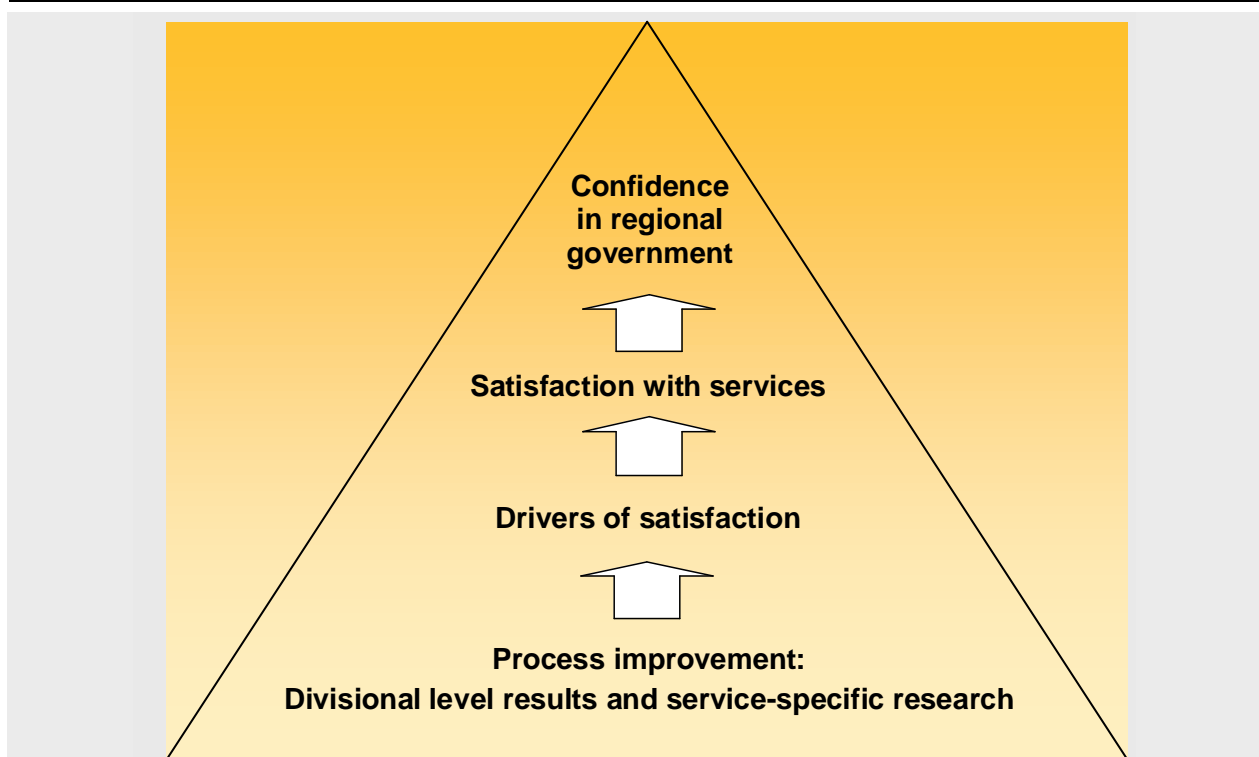 Confidence
in regional
government
Satisfaction with services
Drivers of satisfaction
Process improvement:
Divisional level results and service-specific research